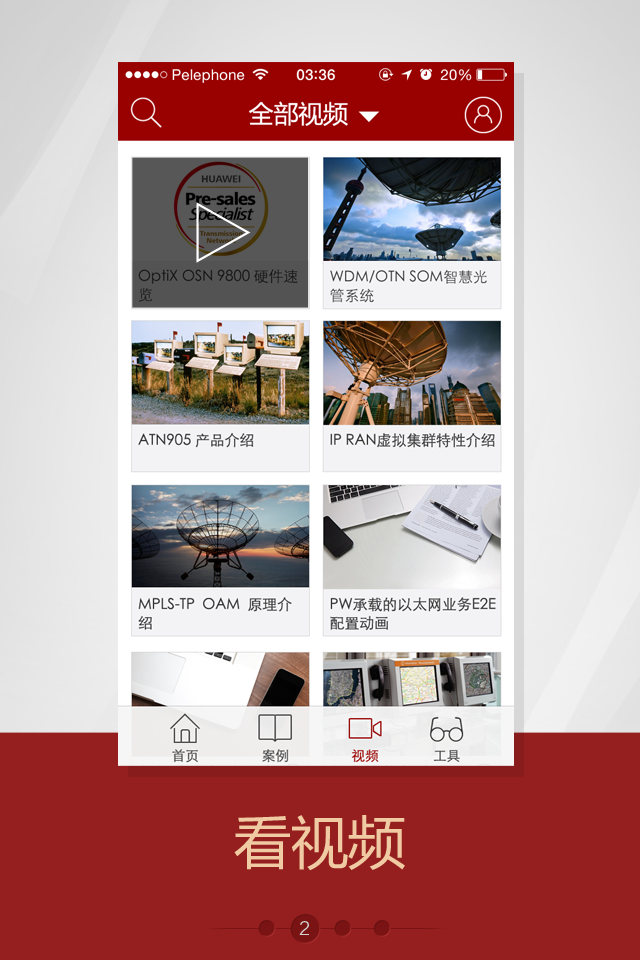 Pelephone
03:36
20%
全部视频
HUAWEI
Pre-sales
Specialist
Transmission
Network
OptiX OSN 9800 硬件速
览
WDM/OTN SOM智慧光
管系统
ATN905 产品介绍
IP RAN虚拟集群特性介绍
MPLS-TP OAM 原理介
绍
PW承载的以太网业务E2E
配置动画
首页
案例
视频
工具
看视频
2